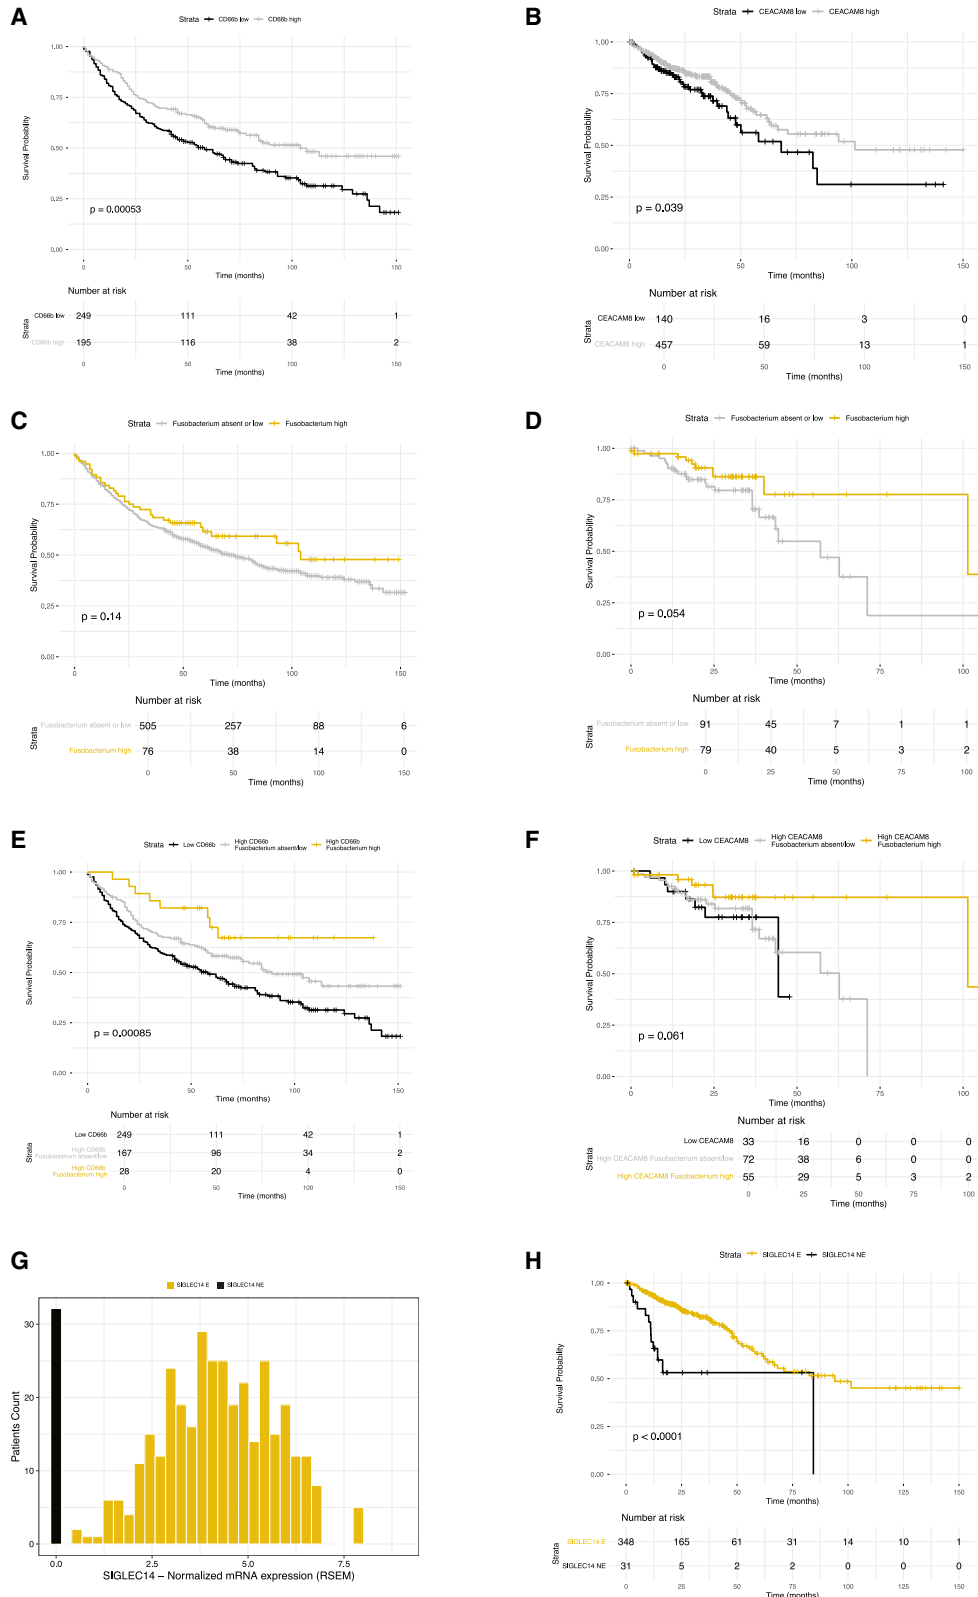 A
Strata CD66b low CD66b high
1.00
0.75
0.50
0.25
0.00
Survival Probability
p = 0.00053
0 50 100 150
Time (months)
Number at risk
Strata
CD66b low 249 111 42 1
CD66b high 195 116 38 2
0 50 100 150
Time (months)
B
Strata CEACAM8 low CEACAM8 high
1.00
0.75
0.50
0.25
0.00
Survival Probability
p = 0.039
0 50 100 150
Time (months)
Number at risk
Strata
CEACAM8 low 140 16 3 0
CEACAM8 high 457 59 13 1
0 50 100 150
Time (months)
C
Strata Fusobacterium absent or low Fusobacterium high
1.00
0.75
0.50
0.25
0.00
Survival Probability
p = 0.14
0 50 100 150
Time (months)
Number at risk
Strata
Fusobacterium absent or low 505 257 88 6
Fusobacterium high 76 38 14 0
0 50 100 150
Time (months)
D
Strata Fusobacterium absent or low Fusobacterium high
1.00
0.75
0.50
0.25
0.00
Survival Probability
p = 0.054
0 25 50 75 100
Time (months)
Number at risk
Strata
Fusobacterium absent or low 91 45 7 1 1
Fusobacterium high 79 40 5 3 2
0 25 50 75 100
Time (months)
E
Strata Low CD66b High CD66b Fusobacterium absent/low High CD66b Fusobacterium high
1.00
0.75
0.50
0.25
0.00
Survival Probability
p = 0.00085
0 50 100 150
Time (months)
Number at risk
Strata
Low CD66b 249 111 42 1
High CD66b Fusobacterium absent/low 167 96 34 2
High CD66b Fusobacterium high 28 20 4 0
0 50 100 150
Time (months)
F
Strata Low CEACAM8 High CEACAM8 Fusobacterium absent/low High CEACAM8 Fusobacterium high
1.00
0.75
0.50
0.25
0.00
Survival Probability
p = 0.061
0 25 50 75 100
Time (months)
Number at risk
Strata
Low CEACAM8 33 16 0 0 0
High CEACAM8 Fusobacterium absent/low 72 38 6 0 0
High CEACAM8 Fusobacterium high 55 29 5 3 2
0 25 50 75 100
Time (months)
G
SIGLEC14 E SIGLEC14 NE
30
20
10
0
Patients Count
0.0 2.5 5.0 7.5
SIGLEC14 – Normalized mRNA expression (RSEM)
H
Strata SIGLEC14 E SIGLEC14 NE
1.00
0.75
0.50
0.25
0.00
Survival Probability
p < 0.0001
0 25 50 75 100 125 150
Time (months)
Number at risk
Strata
SIGLEC14 E 348 165 61 31 14 10 1
SIGLEC14 NE 31 5 2 2 0 0 0
0 25 50 75 100 125 150
Time (months)